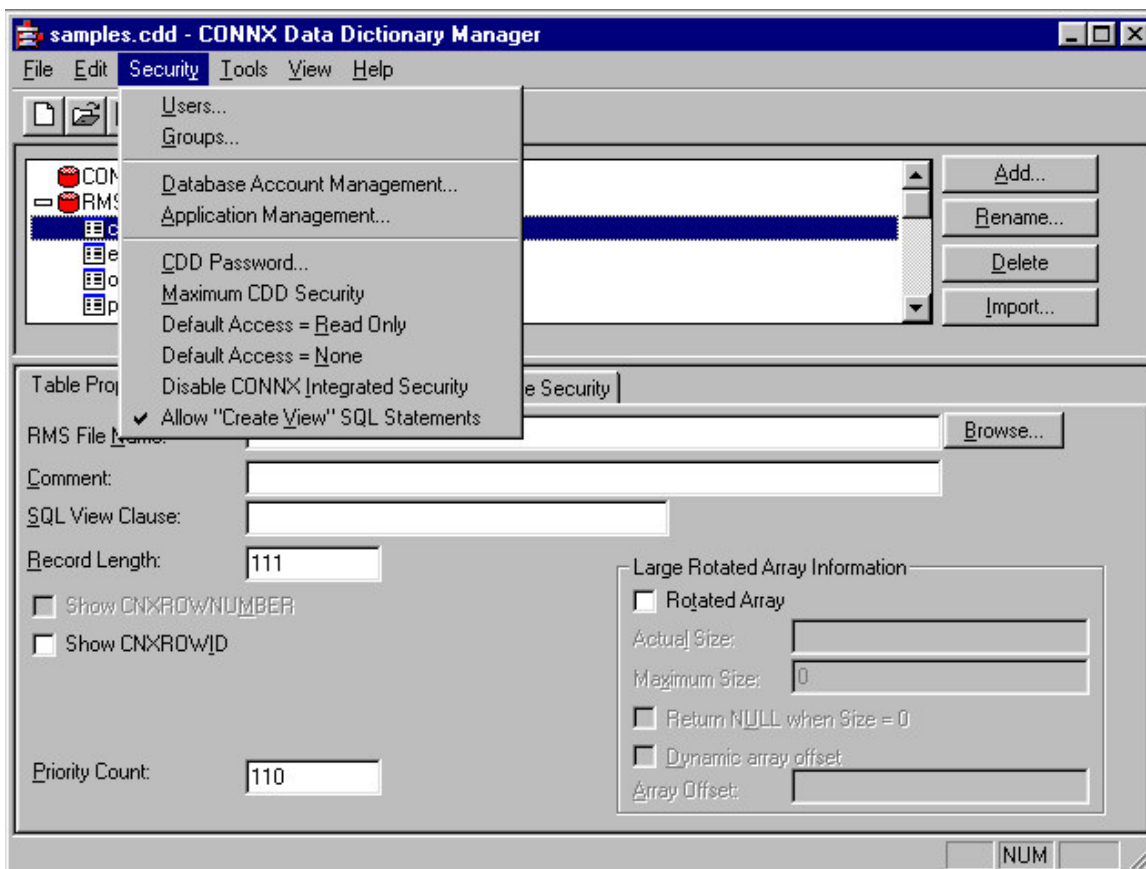 samples.cdd - CONNX Data Dictionary Manager
File Edit Security Tools View Help
Users...
Groups...
Database Account Management...
Application Management...
CDD Password...
Maximum CDD Security
Default Access = Read Only
Default Access = None
Disable CONNX Integrated Security
Allow "Create View" SQL Statements
RMS
Add...
Rename...
Delete
Import...
Table Security
RMS File Name:
Browse...
Comment:
SQL View Clause:
Record Length: 111
Show CNXROWNUMBER
Show CNXROWID
Priority Count: 110
Large Rotated Array Information
Rotated Array
Actual Size:
Maximum Size: 0
Return NULL when Size = 0
Dynamic array offset
Array Offset:
NUM